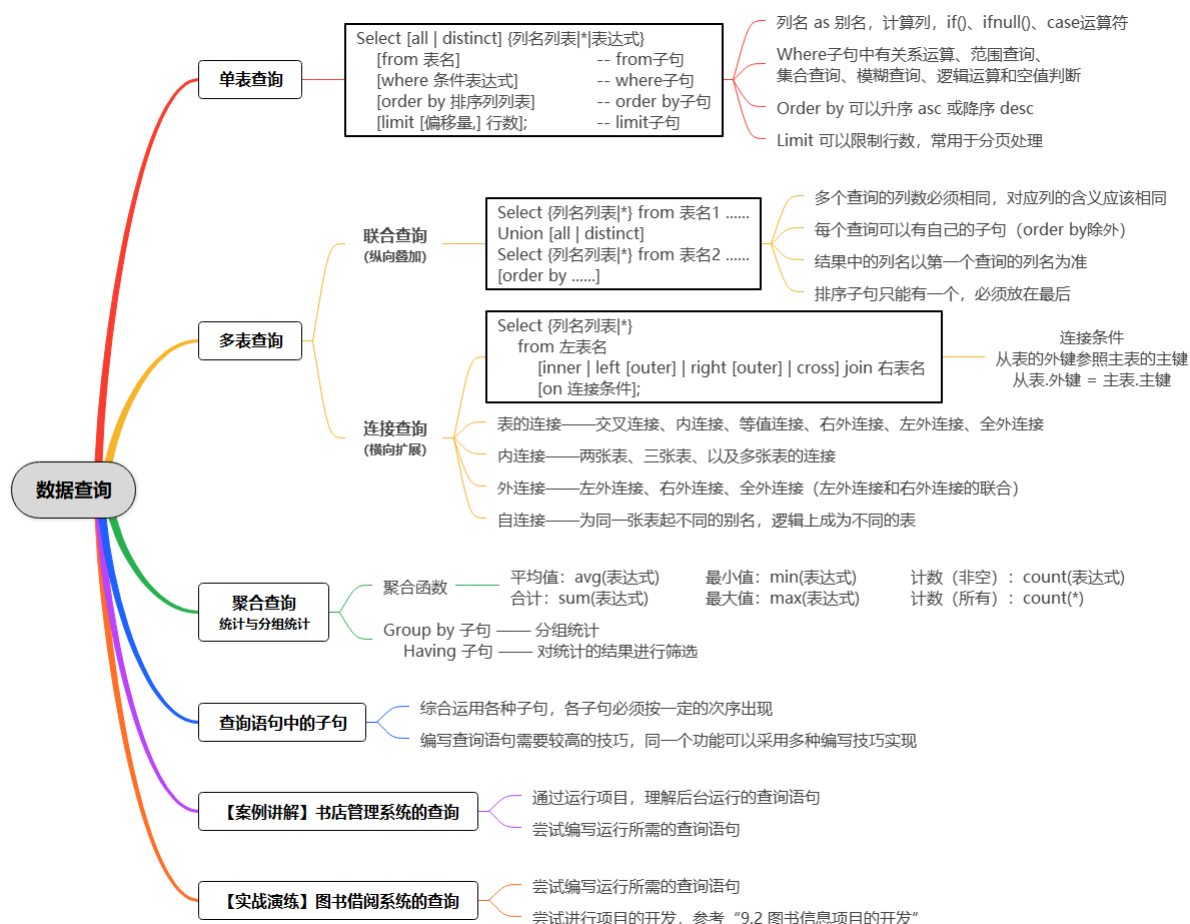 数据查询
单表查询
Select [all | distinct] {列名列表|*|表达式}
[from 表名] -- from子句
[where 条件表达式] -- where子句
[order by 排序列列表] -- order by子句
[limit [偏移量,] 行数]; -- limit子句
列名 as 别名，计算列，if()、ifnull()、case运算符
Where子句中有关系运算、范围查询、
集合查询、模糊查询、逻辑运算和空值判断
Order by 可以升序 asc 或降序 desc
Limit 可以限制行数，常用于分页处理
多表查询
联合查询
(纵向叠加)
Select {列名列表|*} from 表名1 ......
Union [all | distinct]
Select {列名列表|*} from 表名2 ......
[order by ......]
多个查询的列数必须相同，对应列的含义应该相同
每个查询可以有自己的子句（order by除外）
结果中的列名以第一个查询的列名为准
排序子句只能有一个，必须放在最后
连接查询
(横向扩展)
Select {列名列表|*}
from 左表名
[inner | left [outer] | right [outer] | cross] join 右表名
[on 连接条件];
连接条件
从表的外键参照主表的主键
从表.外键 = 主表.主键
表的连接——交叉连接、内连接、等值连接、右外连接、左外连接、全外连接
内连接——两张表、三张表、以及多张表的连接
外连接——左外连接、右外连接、全外连接（左外连接和右外连接的联合）
自连接——为同一张表起不同的别名，逻辑上成为不同的表
聚合查询
统计与分组统计
聚合函数
平均值：avg(表达式) 最小值：min(表达式) 计数（非空）：count(表达式)
合计：sum(表达式) 最大值：max(表达式) 计数（所有）：count(*)
Group by 子句 —— 分组统计
Having 子句 —— 对统计的结果进行筛选
查询语句中的子句
综合运用各种子句，各子句必须按一定的次序出现
编写查询语句需要较高的技巧，同一个功能可以采用多种编写技巧实现
【案例讲解】书店管理系统的查询
通过运行项目，理解后台运行的查询语句
尝试编写运行所需的查询语句
【实战演练】图书借阅系统的查询
尝试编写运行所需的查询语句
尝试进行项目的开发，参考“9.2 图书信息项目的开发”